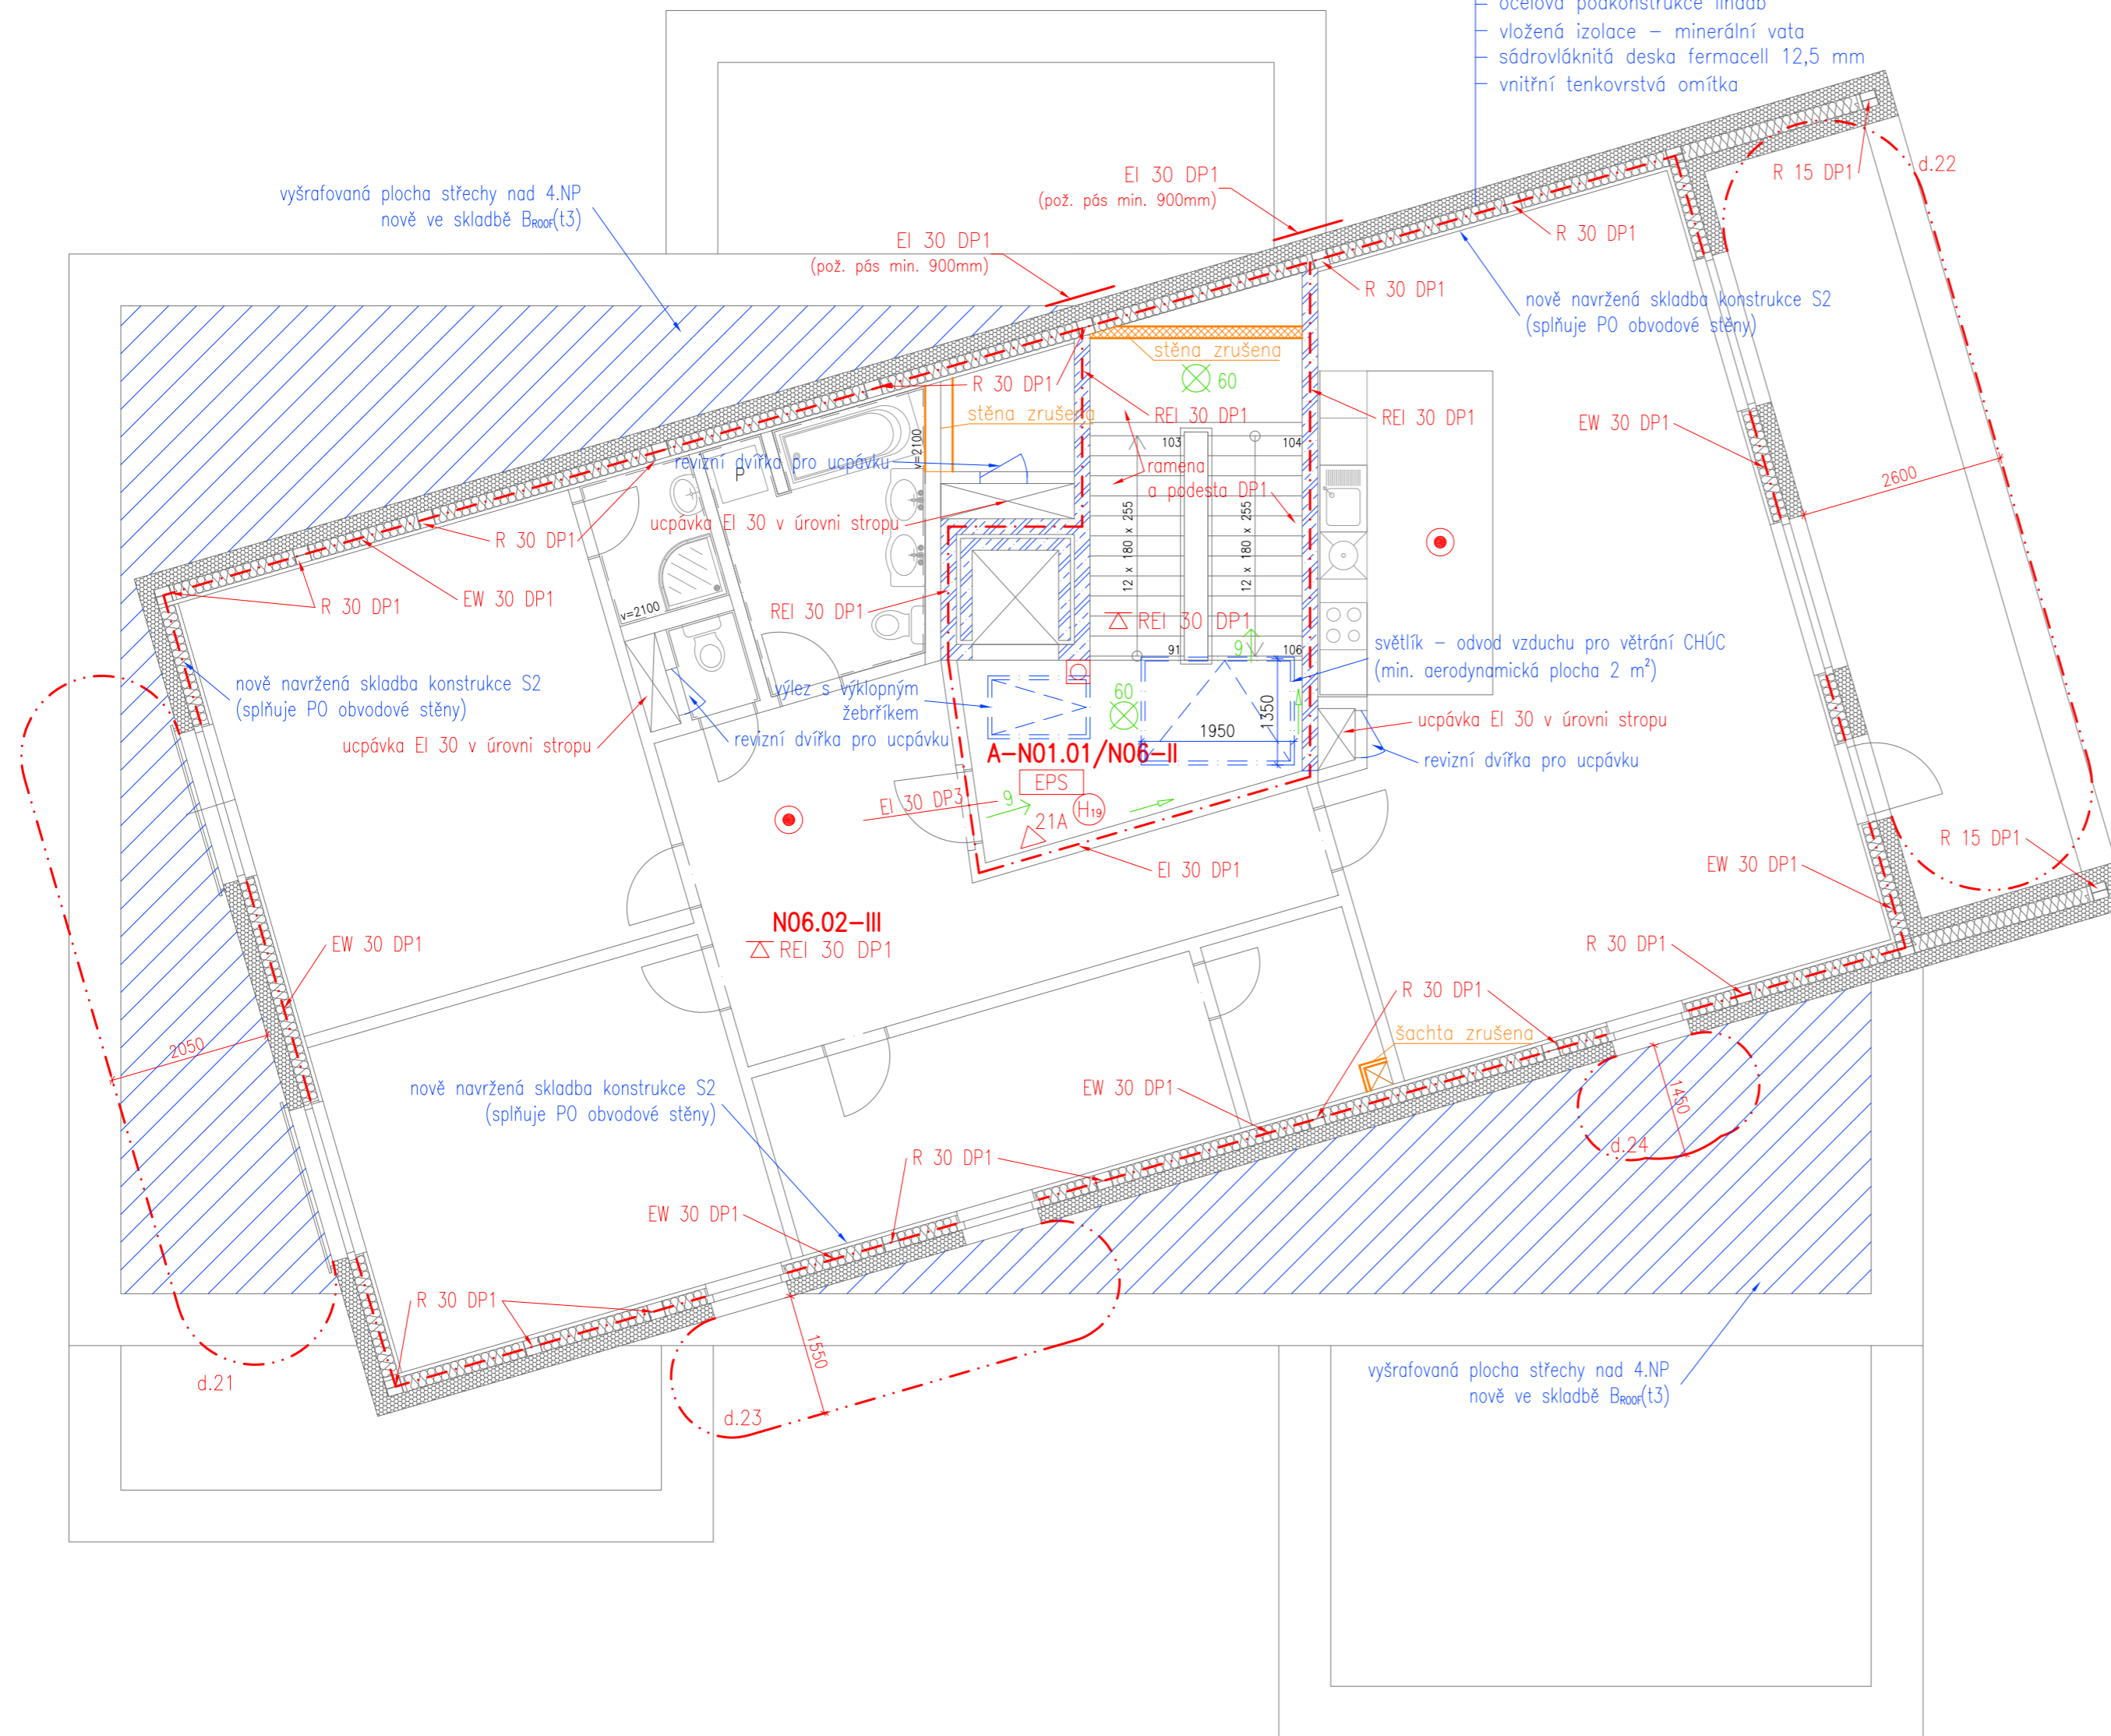 ocelová podkonstrukce lindab
vložená izolace – minerální vata
sádrovláknitá deska fermacell 12,5 mm
vnitřní tenkovrstvá omítka
d.22
R 15 DP1
EI 30 DP1
(pož. pás min. 900mm)
vyšrafovaná plocha střechy nad 4.NP
nově ve skladbě BROOF(t3)
EI 30 DP1
(pož. pás min. 900mm)
R 30 DP1
R 30 DP1
nově navržená skladba konstrukce S2
(splňuje PO obvodové stěny)
stěna zrušena
60
R 30 DP1
stěna zrušena
REI 30 DP1
REI 30 DP1
EW 30 DP1
v=2100
103
104
revizní dvířka pro ucpávku
P
ramena
a podesta DP1
2600
ucpávka EI 30 v úrovni stropu
12 x 180 x 255
12 x 180 x 255
R 30 DP1
EW 30 DP1
R 30 DP1
v=2100
REI 30 DP1
REI 30 DP1
91
9
106
světlík – odvod vzduchu pro větrání CHÚC
(min. aerodynamická plocha 2 m²)
nově navržená skladba konstrukce S2
(splňuje PO obvodové stěny)
výlez s výklopným
žebříkem
60
1350
1950
ucpávka EI 30 v úrovni stropu
revizní dvířka pro ucpávku
ucpávka EI 30 v úrovni stropu
revizní dvířka pro ucpávku
A–N01.01/N06–II
EPS
EI 30 DP3
9
H19
21A
R 15 DP1
EI 30 DP1
EW 30 DP1
N06.02–III
REI 30 DP1
EW 30 DP1
R 30 DP1
R 30 DP1
šachta zrušena
2050
nově navržená skladba konstrukce S2
(splňuje PO obvodové stěny)
EW 30 DP1
1450
d.24
R 30 DP1
EW 30 DP1
R 30 DP1
1550
d.21
d.23
vyšrafovaná plocha střechy nad 4.NP
nově ve skladbě BROOF(t3)